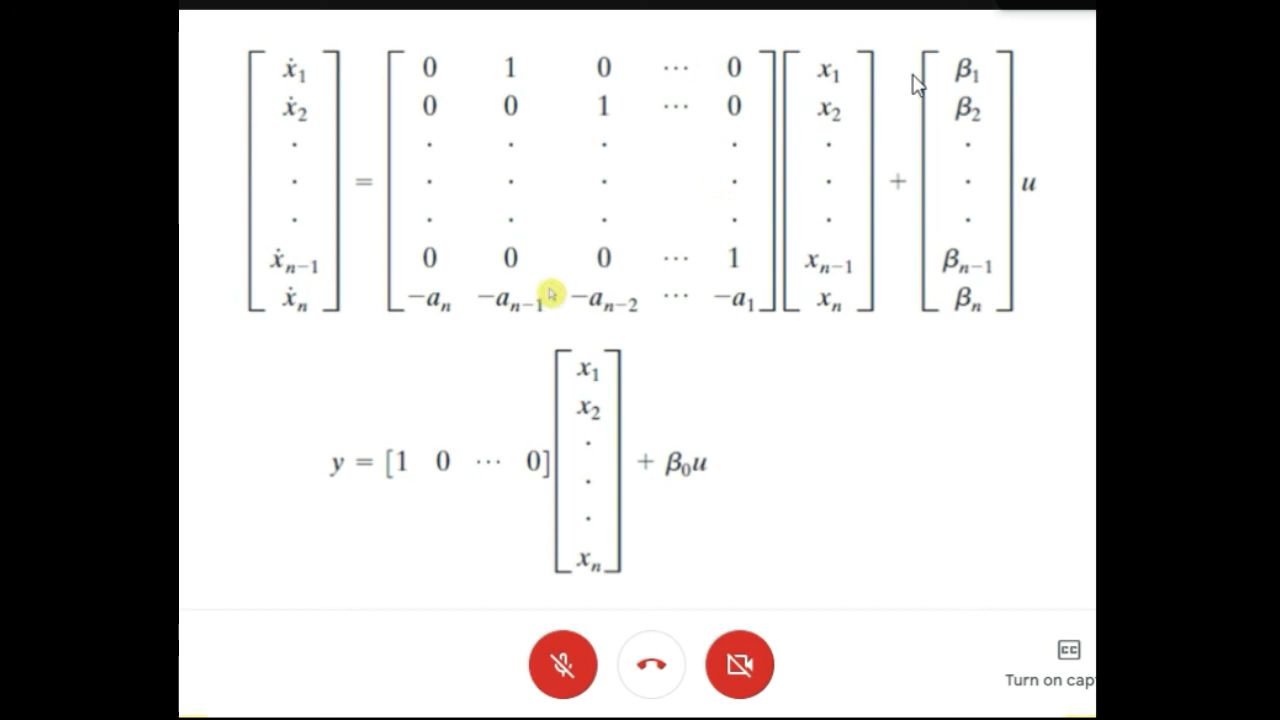 ẋ₁ 0 1 0 ⋯ 0 x₁ β₁
ẋ₂ 0 0 1 ⋯ 0 x₂ β₂
. . . . . . .
. = . . . . . + . u
. . . . . . .
ẋₙ₋₁ 0 0 0 ⋯ 1 xₙ₋₁ βₙ₋₁
ẋₙ −aₙ −aₙ₋₁ −aₙ₋₂ ⋯ −a₁ xₙ βₙ
x₁
x₂
.
y = [1 0 ⋯ 0] . + β₀u
.
xₙ
CC
Turn on cap